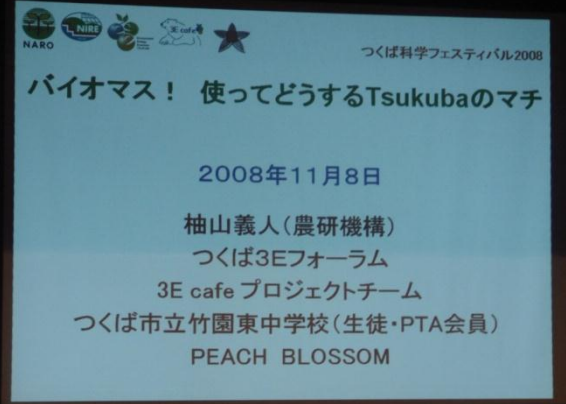 NARO
NIRE
3E cafe
つくば科学フェスティバル2008
バイオマス！ 使ってどうするTsukubaのマチ
2008年11月8日
柚山義人（農研機構）
つくば3Eフォーラム
3E cafe プロジェクトチーム
つくば市立竹園東中学校（生徒・PTA会員）
PEACH BLOSSOM